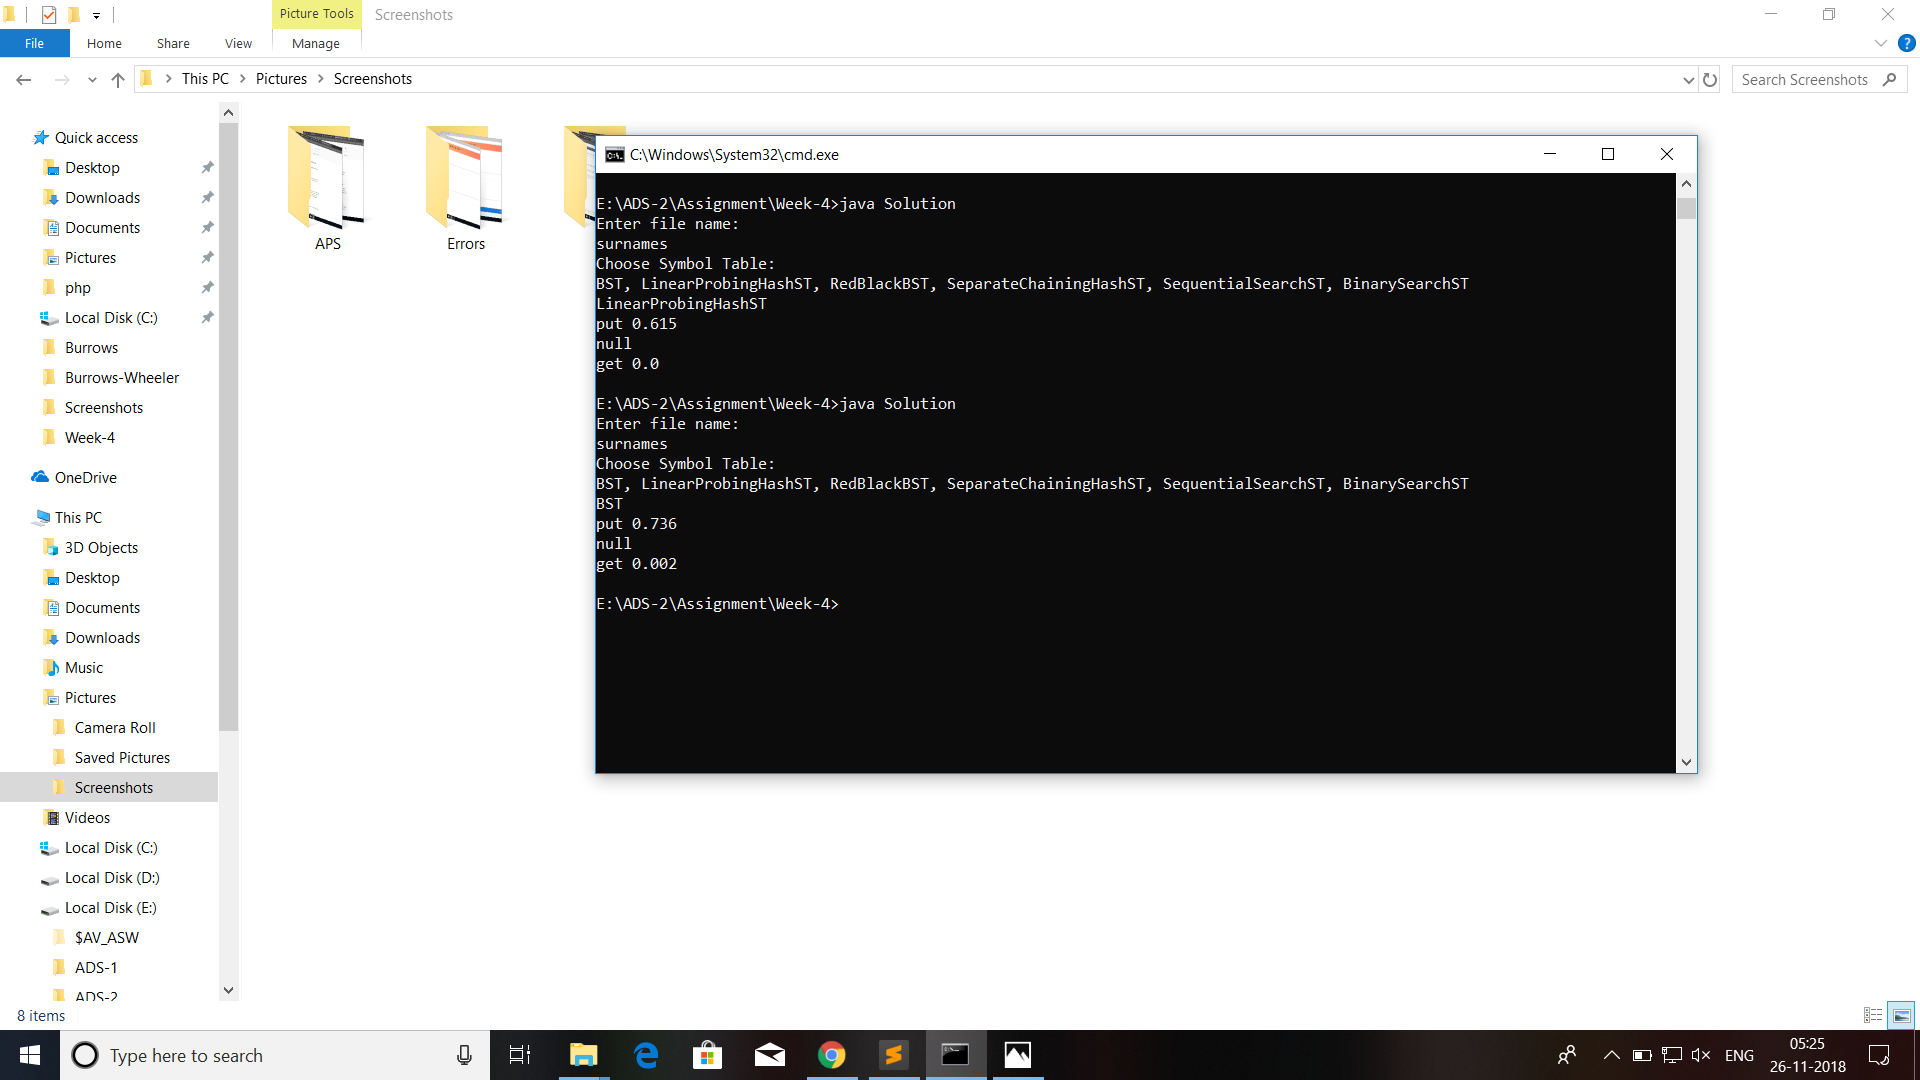 Picture Tools
Screenshots
File
Home
Share
View
Manage
This PC
Pictures
Screenshots
Search Screenshots
Quick access
Desktop
Downloads
Documents
Pictures
php
Local Disk (C:)
Burrows
Burrows-Wheeler
Screenshots
Week-4
OneDrive
This PC
3D Objects
Desktop
Documents
Downloads
Music
Pictures
Camera Roll
Saved Pictures
Screenshots
Videos
Local Disk (C:)
Local Disk (D:)
Local Disk (E:)
$AV_ASW
ADS-1
ADS-2
8 items
APS
Errors
C:\Windows\System32\cmd.exe
E:\ADS-2\Assignment\Week-4>java Solution
Enter file name:
surnames
Choose Symbol Table:
BST, LinearProbingHashST, RedBlackBST, SeparateChainingHashST, SequentialSearchST, BinarySearchST
LinearProbingHashST
put 0.615
null
get 0.0
E:\ADS-2\Assignment\Week-4>java Solution
Enter file name:
surnames
Choose Symbol Table:
BST, LinearProbingHashST, RedBlackBST, SeparateChainingHashST, SequentialSearchST, BinarySearchST
BST
put 0.736
null
get 0.002
E:\ADS-2\Assignment\Week-4>
Type here to search
ENG
05:25
26-11-2018